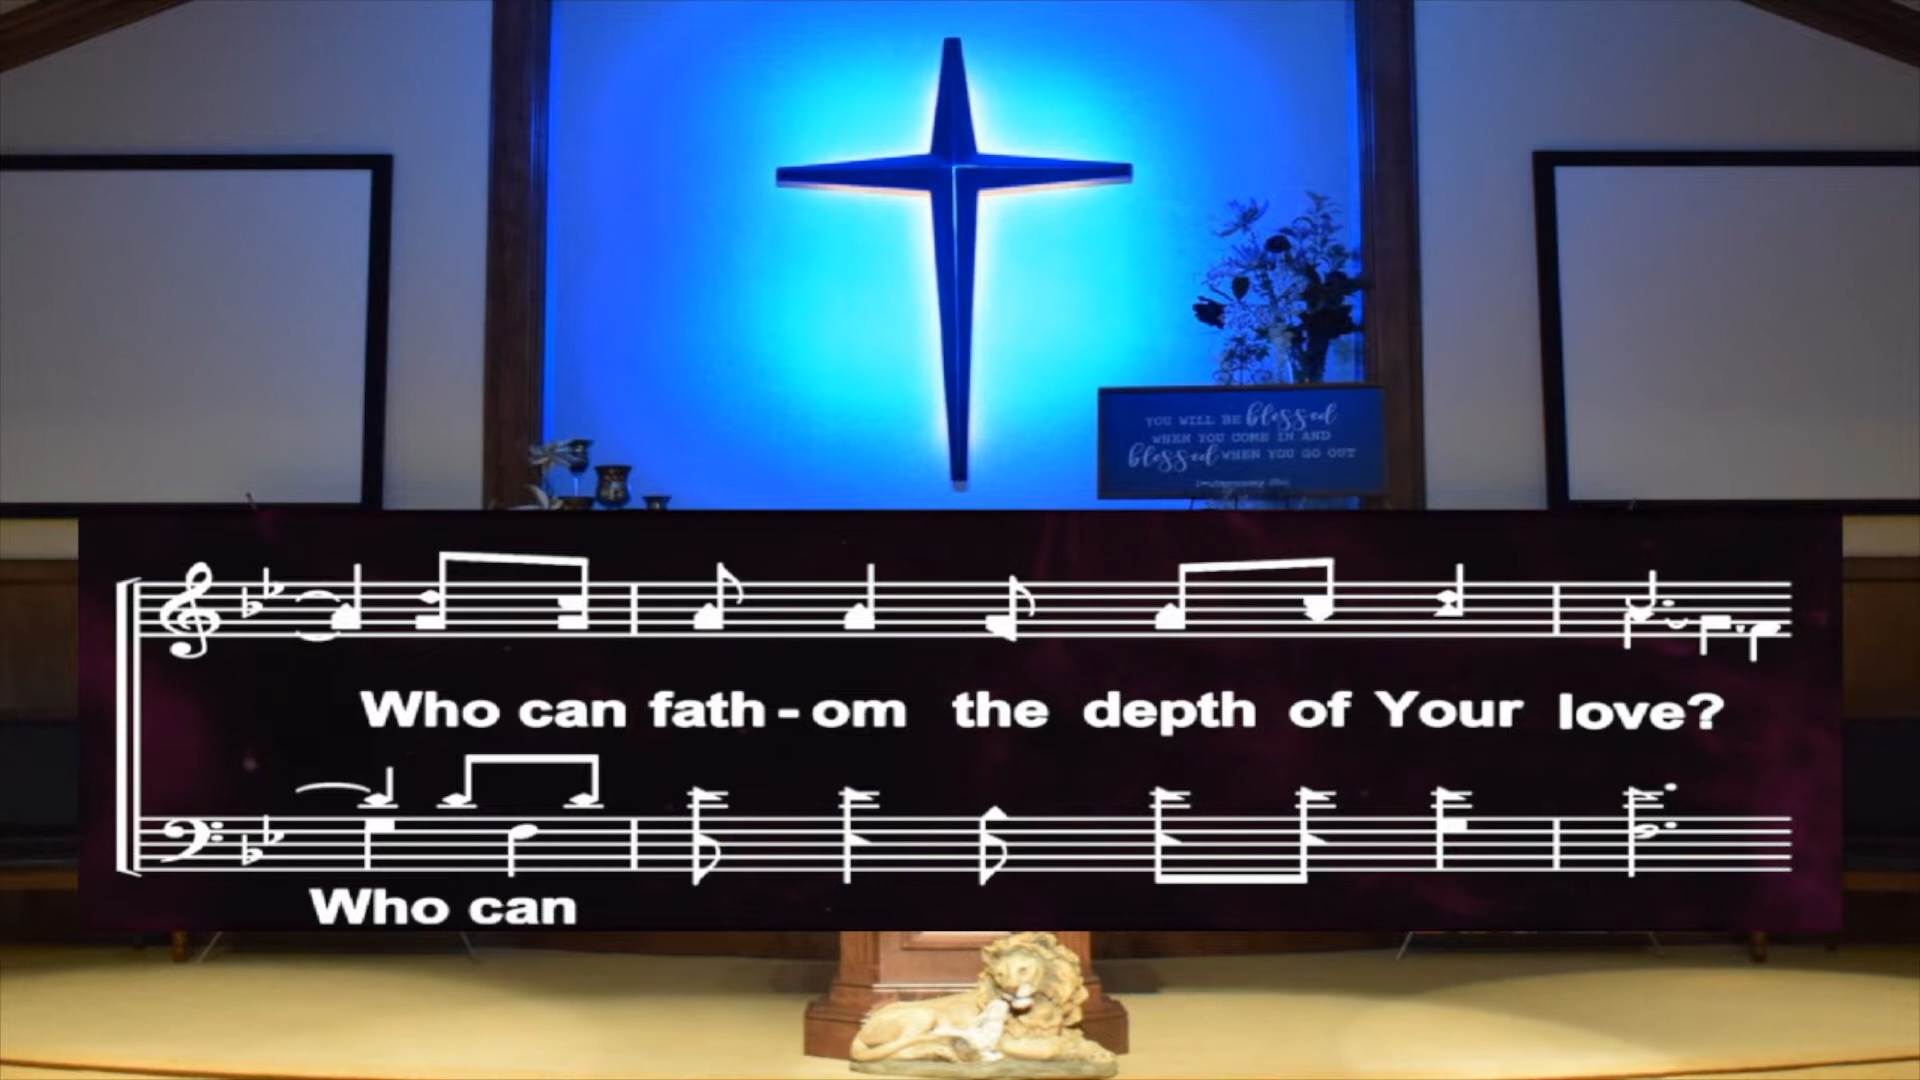 YOU WILL BE blessed
WHEN YOU COME IN AND
blessed WHEN YOU GO OUT
Who can fath-om the depth of Your love?
Who can